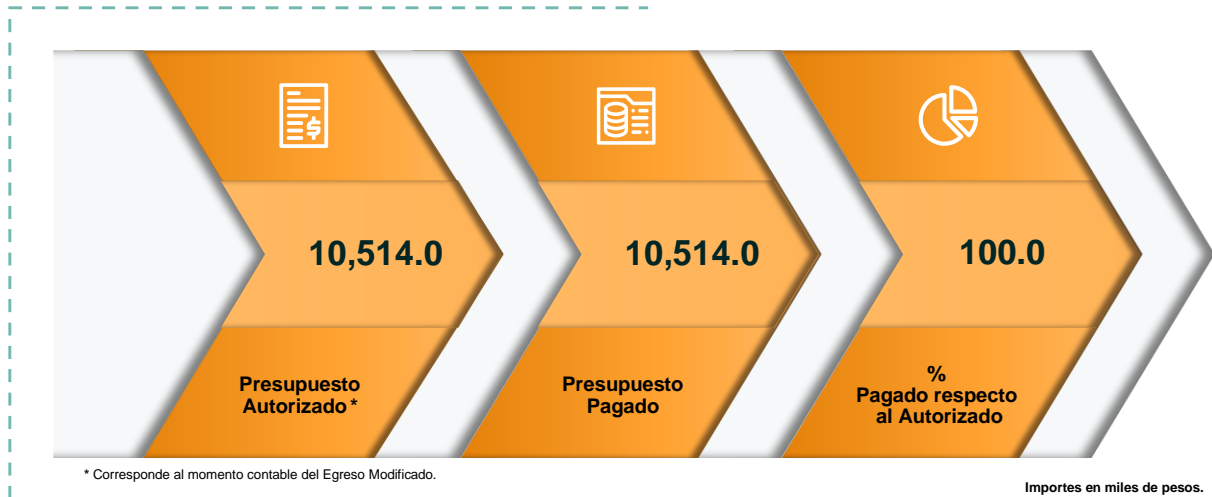 10,514.0
10,514.0
100.0
Presupuesto
Autorizado *
Presupuesto
Pagado
%
Pagado respecto
al Autorizado
* Corresponde al momento contable del Egreso Modificado.
Importes en miles de pesos.